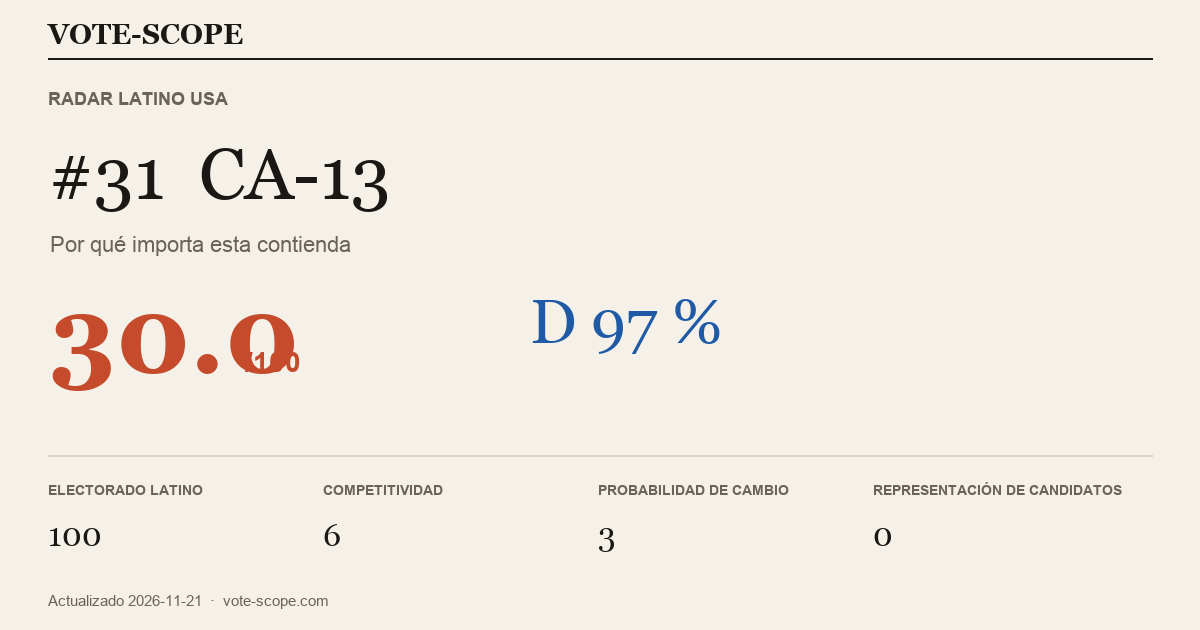 VOTE-SCOPE
RADAR LATINO USA
#31 CA-13
Por qué importa esta contienda
30.0 /100
D 97 %
ELECTORADO LATINO COMPETITIVIDAD PROBABILIDAD DE CAMBIO REPRESENTACIÓN DE CANDIDATOS
100 6 3 0
Actualizado 2026-11-21 · vote-scope.com